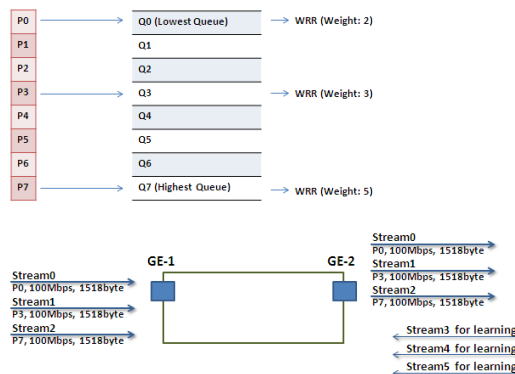 P0
Q0 (Lowest Queue)
WRR (Weight: 2)
P1
Q1
P2
Q2
P3
Q3
WRR (Weight: 3)
P4
Q4
P5
Q5
P6
Q6
P7
Q7 (Highest Queue)
WRR (Weight: 5)
GE-1
GE-2
Stream0
P0, 100Mbps, 1518byte
Stream1
P3, 100Mbps, 1518byte
Stream2
P7, 100Mbps, 1518byte
Stream0
P0, 100Mbps, 1518byte
Stream1
P3, 100Mbps, 1518byte
Stream2
P7, 100Mbps, 1518byte
Stream3 for learning
Stream4 for learning
Stream5 for learning